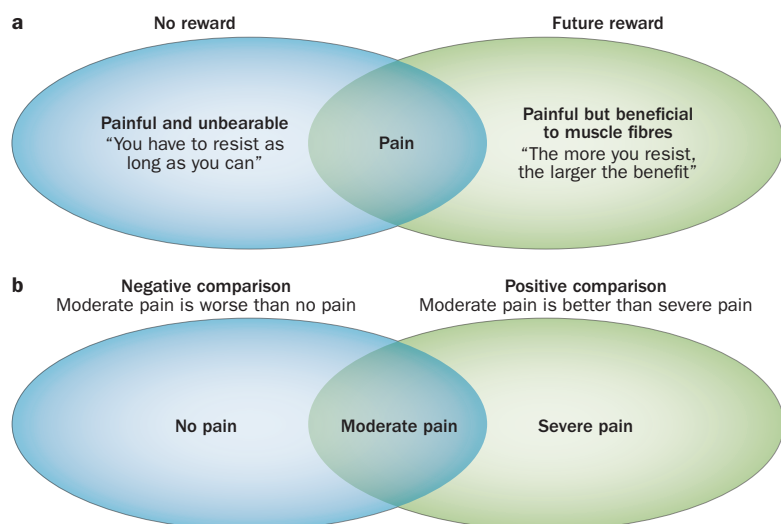 a
No reward
Future reward
Painful and unbearable
“You have to resist as
long as you can”
Pain
Painful but beneficial
to muscle fibres
“The more you resist,
the larger the benefit”
b
Negative comparison
Moderate pain is worse than no pain
Positive comparison
Moderate pain is better than severe pain
No pain
Moderate pain
Severe pain